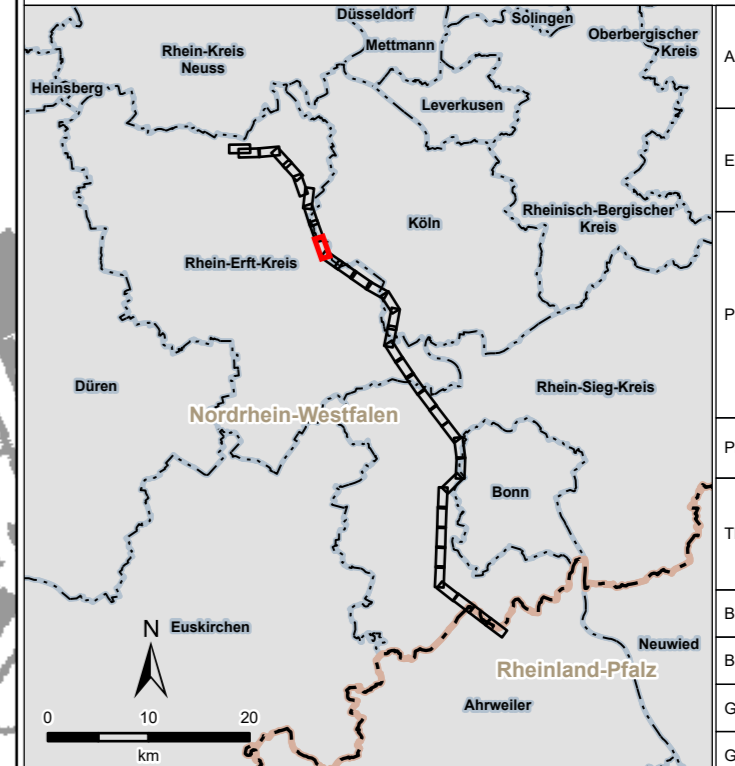 Düsseldorf
Solingen
Mettmann
Oberbergischer
Kreis
Rhein-Kreis
Neuss
A
Heinsberg
Leverkusen
E
Rheinisch-Bergischer
Kreis
Köln
Rhein-Erft-Kreis
P
Düren
Rhein-Sieg-Kreis
Nordrhein-Westfalen
P
Bonn
B
N
Euskirchen
Neuwied
B
Rheinland-Pfalz
Ahrweiler
G
0 10 20
km
G